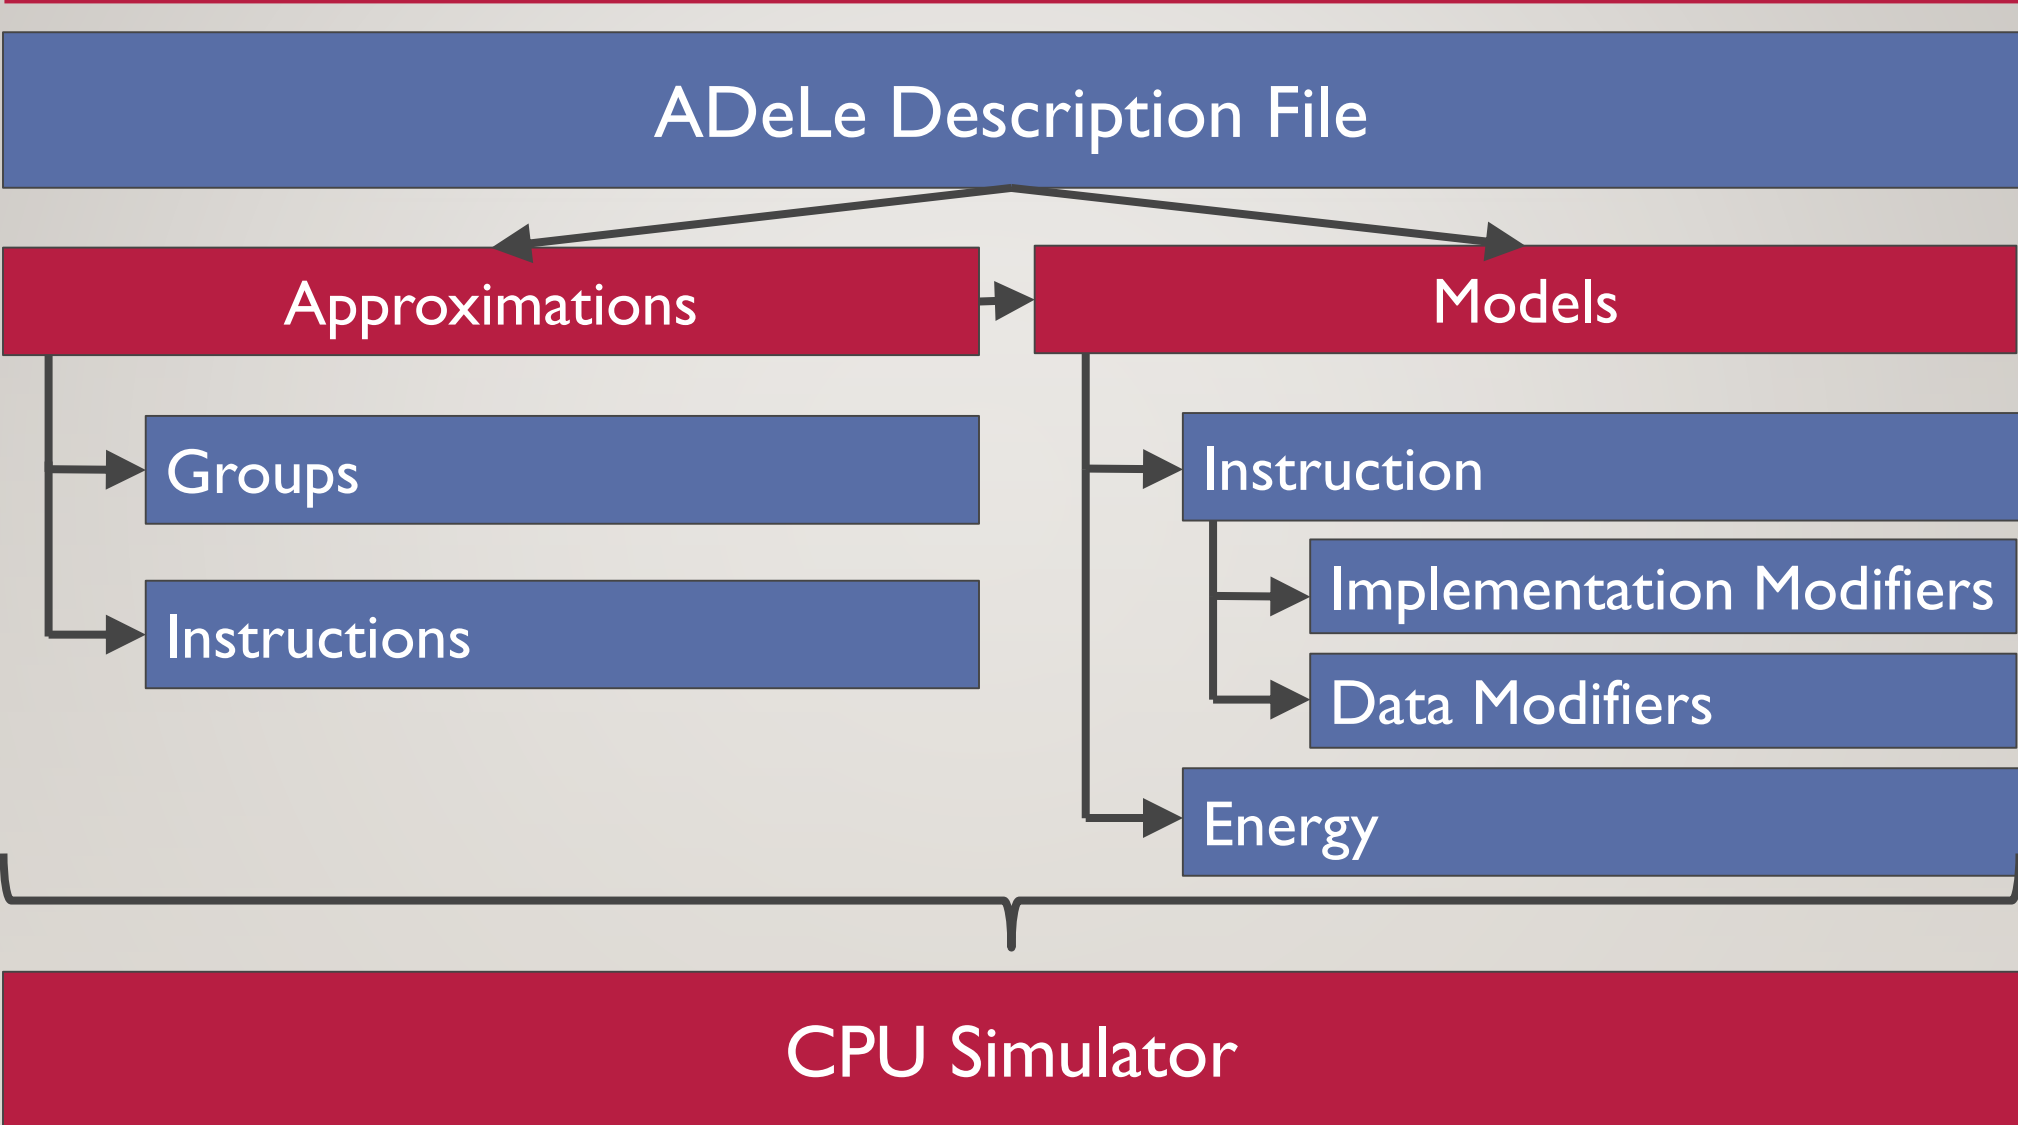 ADeLe Description File
Approximations
Models
Groups
Instruction
Implementation Modifiers
Instructions
Data Modifiers
Energy
CPU Simulator